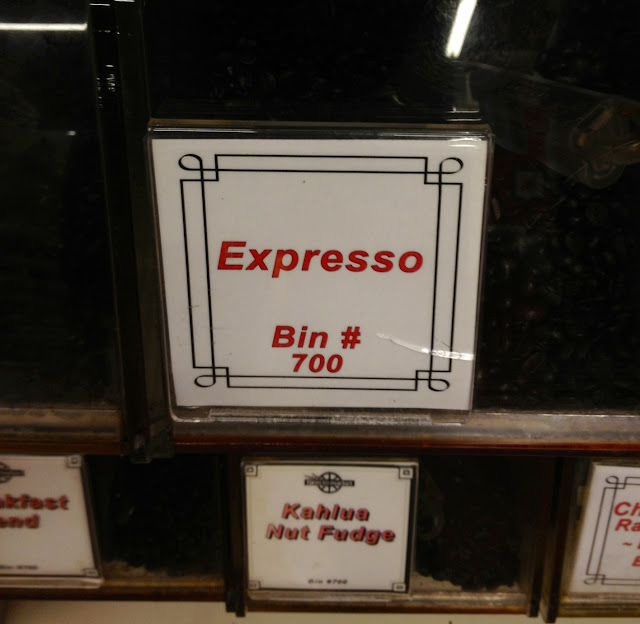 Expresso
Bin #
700
Kahlua
Nut Fudge